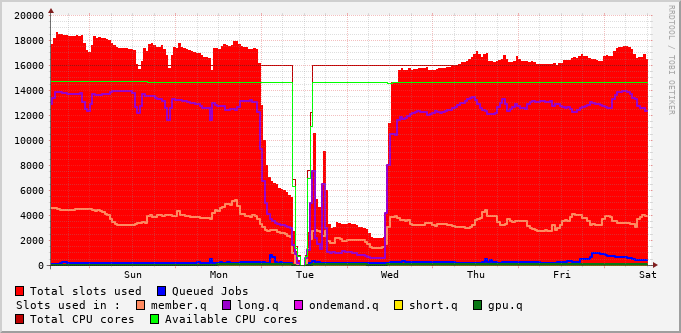 20000
18000
16000
14000
12000
10000
8000
6000
4000
2000
0
Sun Mon Tue Wed Thu Fri Sat
RRDTOOL / TOBI OETIKER
Total slots used Queued Jobs
Slots used in : member.q long.q ondemand.q short.q gpu.q
Total CPU cores Available CPU cores